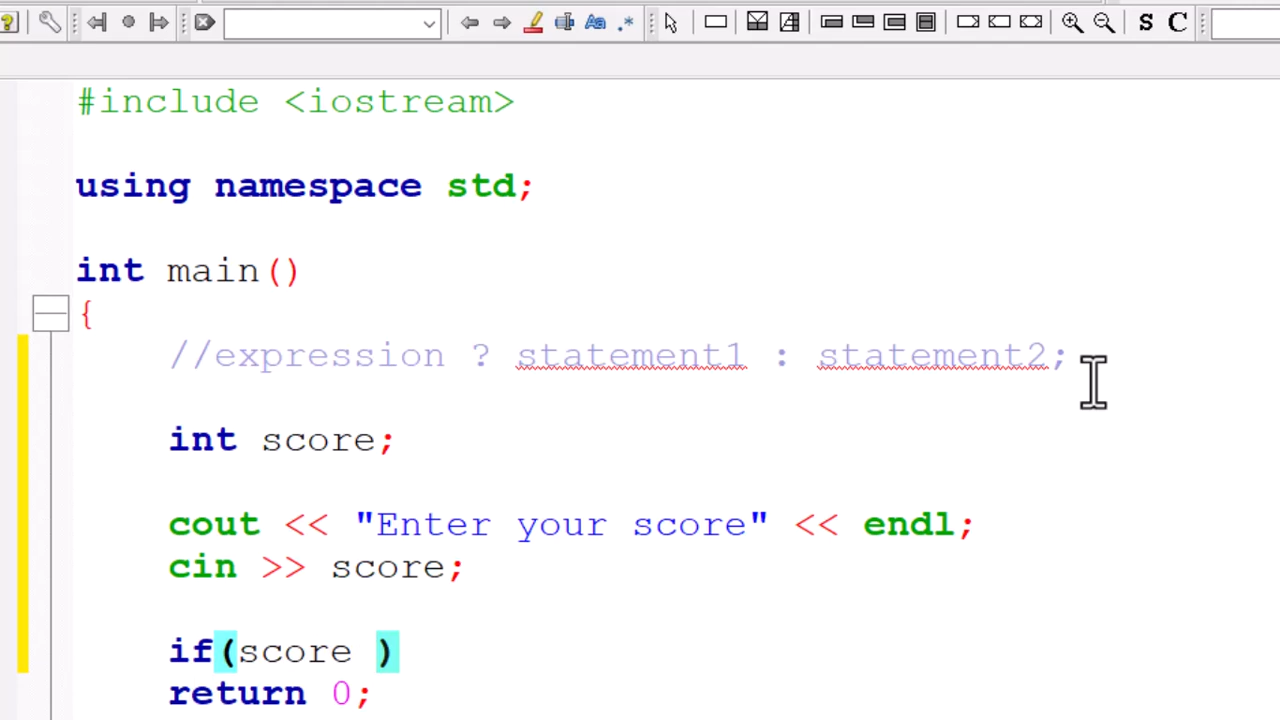 S C
#include <iostream>
using namespace std;
int main()
{
//expression ? statement1 : statement2;
int score;
cout << "Enter your score" << endl;
cin >> score;
if(score )
return 0;